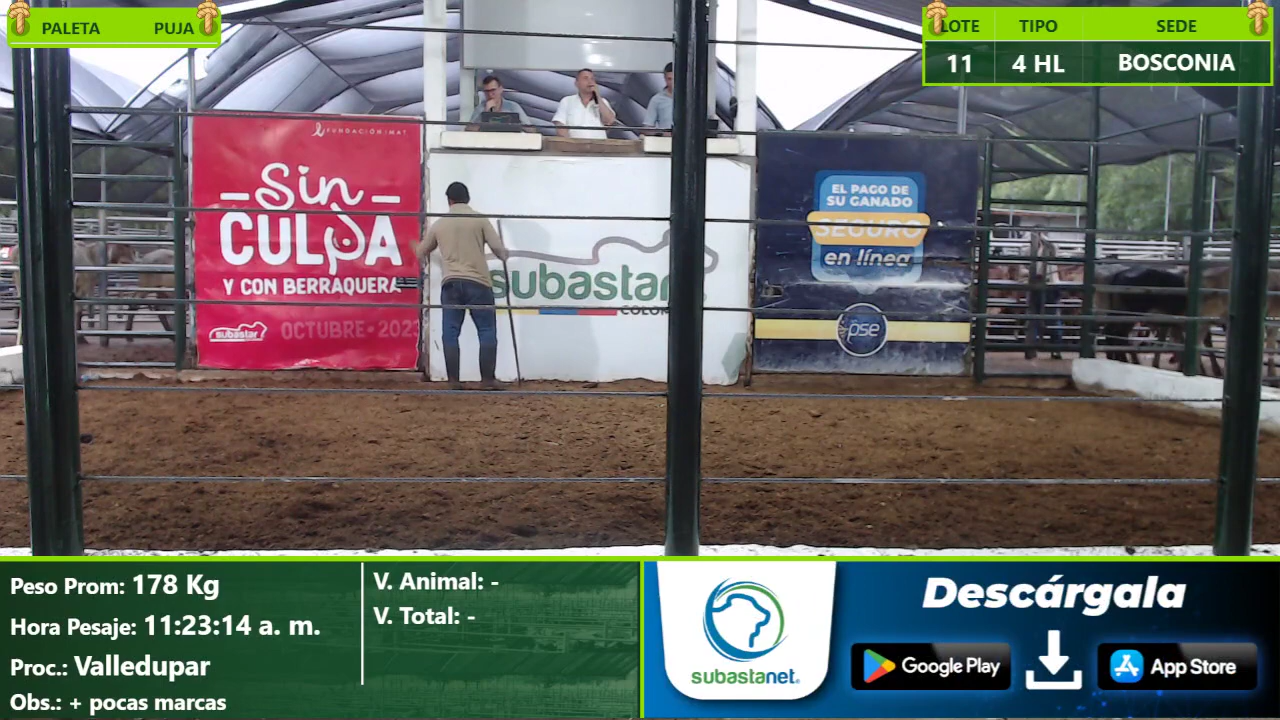 PALETA PUJA
LOTE TIPO SEDE
11 4 HL BOSCONIA
FUNDACIÓN MAT
Sin
CULPA
Y CON BERRAQUERA
subastar
OCTUBRE • 2023
subastar
COLOM
EL PAGO DE
SU GANADO
SEGURO
en línea
pse
Peso Prom: 178 Kg
Hora Pesaje: 11:23:14 a. m.
Proc.: Valledupar
Obs.: + pocas marcas
V. Animal: -
V. Total: -
subastanet
Descárgala
Google Play
App Store